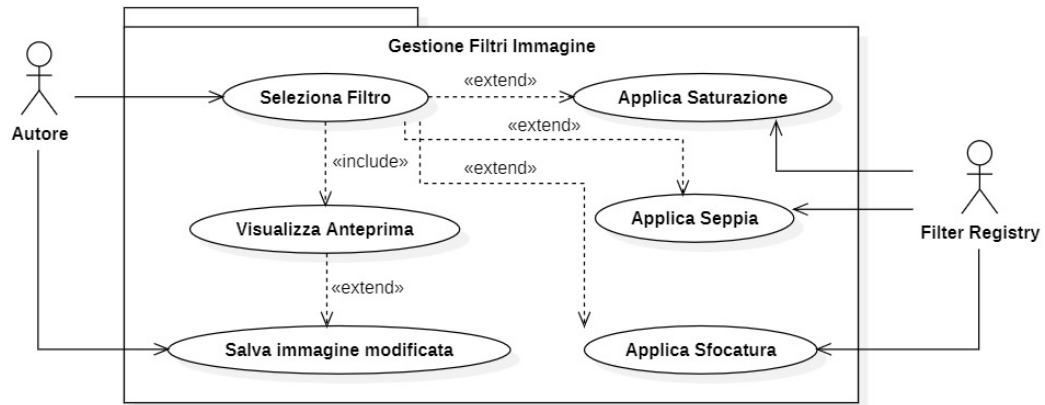 Gestione Filtri Immagine
Seleziona Filtro
«extend»
Applica Saturazione
«extend»
Autore
«include»
«extend»
Visualizza Anteprima
Applica Seppia
Filter Registry
«extend»
Salva immagine modificata
Applica Sfocatura